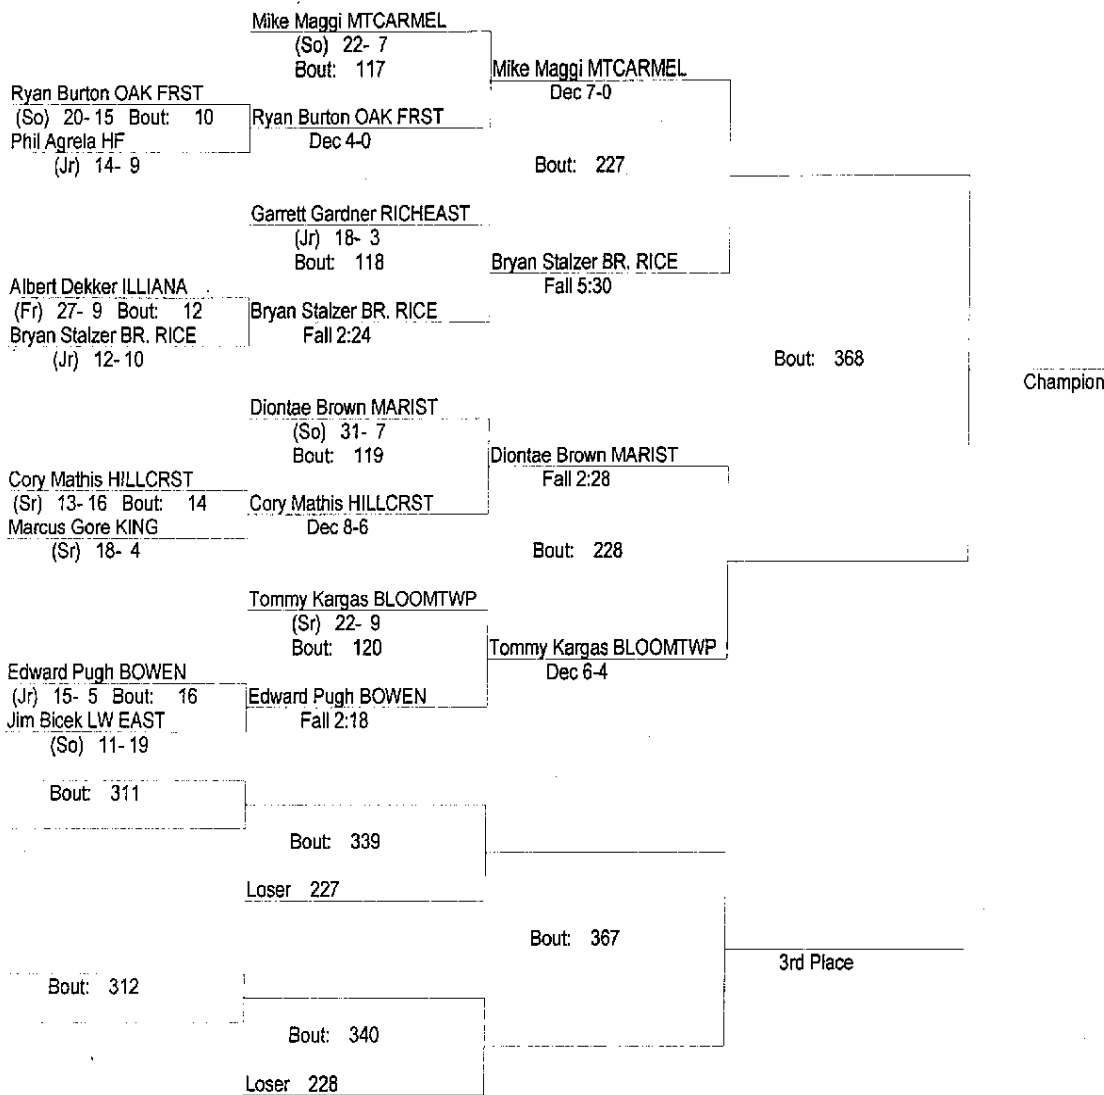 Mike Maggi MTCARMEL
(So) 22- 7
Bout: 117
Mike Maggi MTCARMEL
Dec 7-0
Ryan Burton OAK FRST
(So) 20- 15 Bout: 10
Ryan Burton OAK FRST
Phil Agrela HF
Dec 4-0
(Jr) 14- 9
Bout: 227
Garrett Gardner RICHEAST
(Jr) 18- 3
Bout: 118
Bryan Stalzer BR. RICE
Fall 5:30
Albert Dekker ILLIANA
(Fr) 27- 9 Bout: 12
Bryan Stalzer BR. RICE
Bryan Stalzer BR. RICE
Fall 2:24
(Jr) 12- 10
Bout: 368
Champion
Diontae Brown MARIST
(So) 31- 7
Bout: 119
Diontae Brown MARIST
Fall 2:28
Cory Mathis HILLCRST
(Sr) 13- 16 Bout: 14
Cory Mathis HILLCRST
Marcus Gore KING
Dec 8-6
(Sr) 18- 4
Bout: 228
Tommy Kargas BLOOMTWP
(Sr) 22- 9
Bout: 120
Tommy Kargas BLOOMTWP
Dec 6-4
Edward Pugh BOWEN
(Jr) 15- 5 Bout: 16
Edward Pugh BOWEN
Jim Bicek LW EAST
Fall 2:18
(So) 11- 19
Bout: 311
Bout: 339
Loser 227
Bout: 367
3rd Place
Bout: 312
Bout: 340
Loser 228